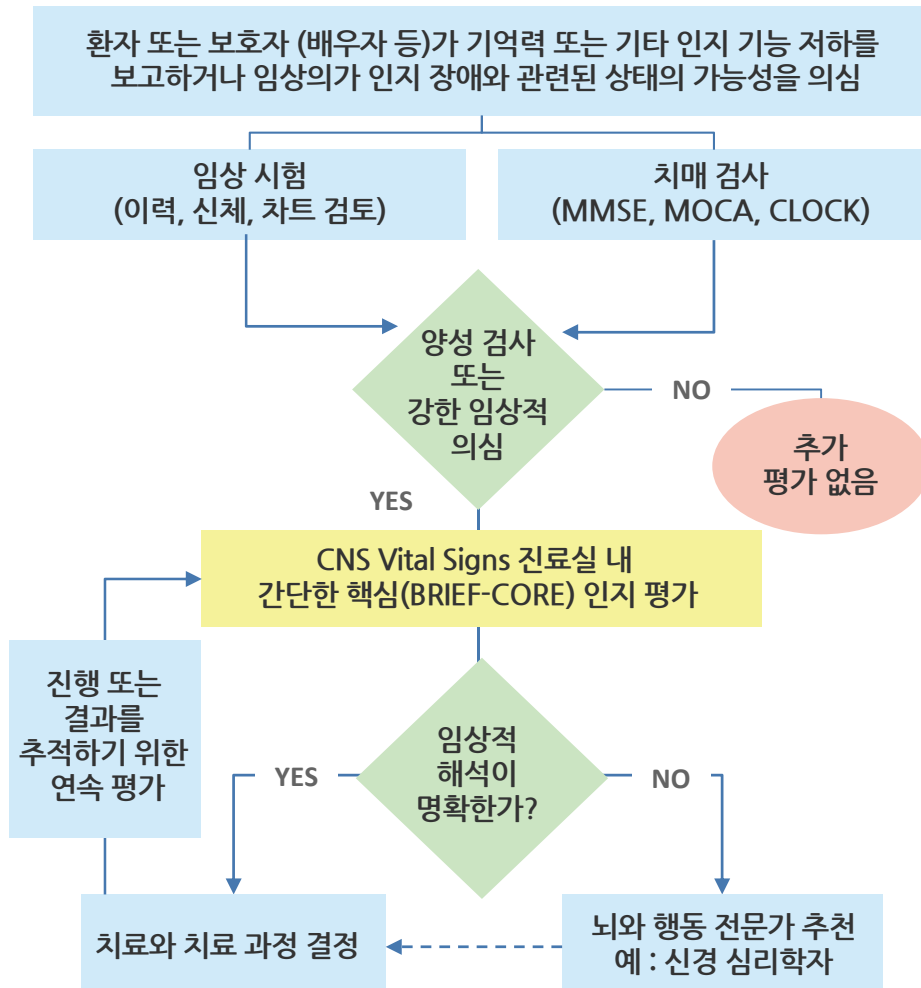 환자 또는 보호자 (배우자 등)가 기억력 또는 기타 인지 기능 저하를
보고하거나 임상의가 인지 장애와 관련된 상태의 가능성을 의심
임상 시험
(이력, 신체, 차트 검토)
치매 검사
(MMSE, MOCA, CLOCK)
양성 검사
또는
강한 임상적
의심
NO
추가
평가 없음
YES
CNS Vital Signs 진료실 내
간단한 핵심(BRIEF-CORE) 인지 평가
진행 또는
결과를
추적하기 위한
연속 평가
임상적
해석이
명확한가?
YES
NO
치료와 치료 과정 결정
뇌와 행동 전문가 추천
예 : 신경 심리학자